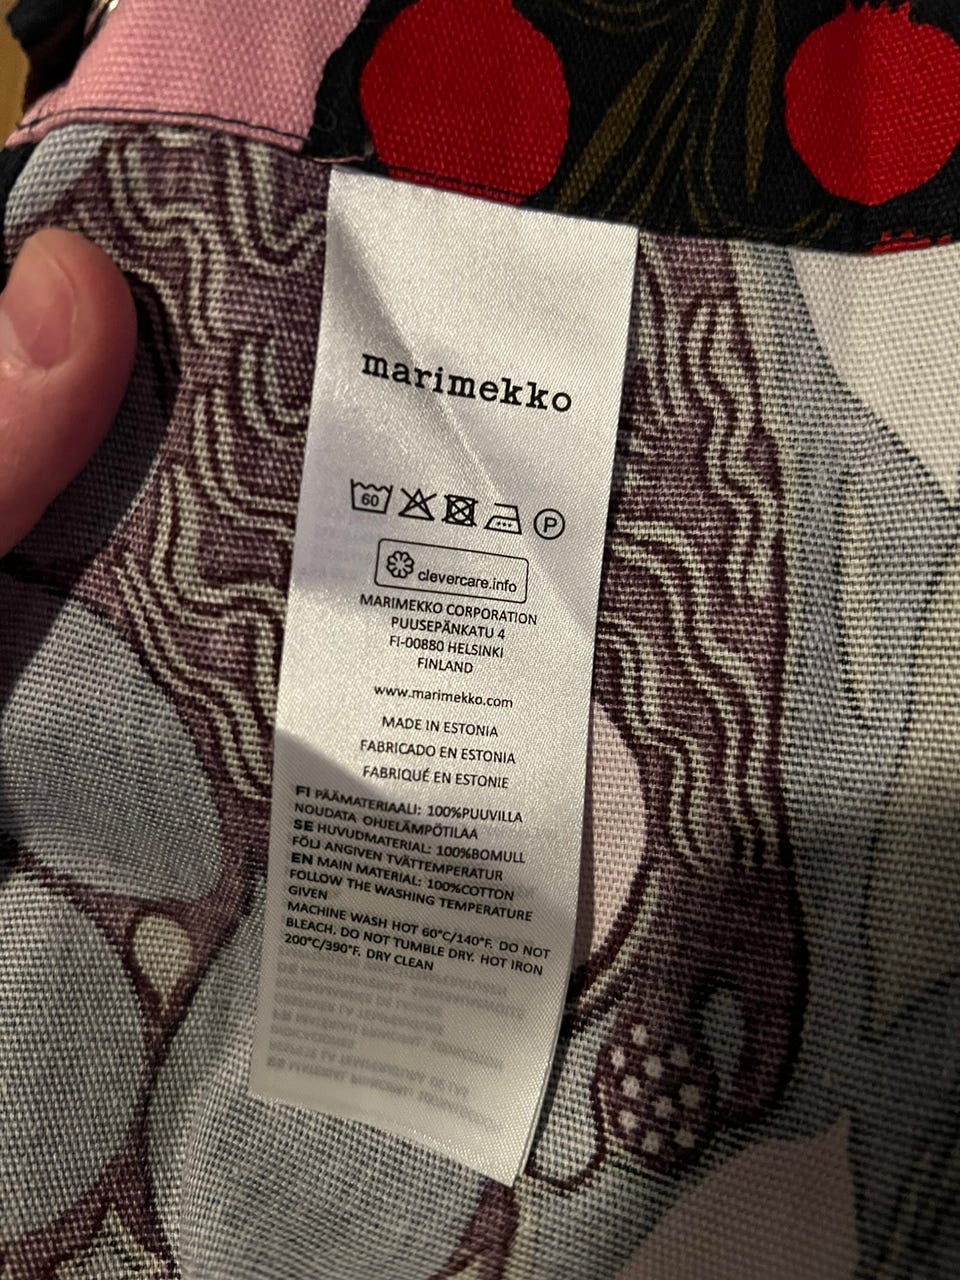 marimekko
60 P
clevercare.info
MARIMEKKO CORPORATION
PUUSEPÄNKATU 4
FI-00880 HELSINKI
FINLAND
www.marimekko.com
MADE IN ESTONIA
FABRICADO EN ESTONIA
FABRIQUÉ EN ESTONIE
FI PÄÄMATERIAALI: 100%PUUVILLA
NOUDATA OHJELÄMPÖTILAA
SE HUVUDMATERIAL: 100%BOMULL
FÖLJ ANGIVEN TVÄTTEMPERATUR
EN MAIN MATERIAL: 100%COTTON
FOLLOW THE WASHING TEMPERATURE
GIVEN
MACHINE WASH HOT 60°C/140°F. DO NOT
BLEACH. DO NOT TUMBLE DRY. HOT IRON
200°C/390°F. DRY CLEAN